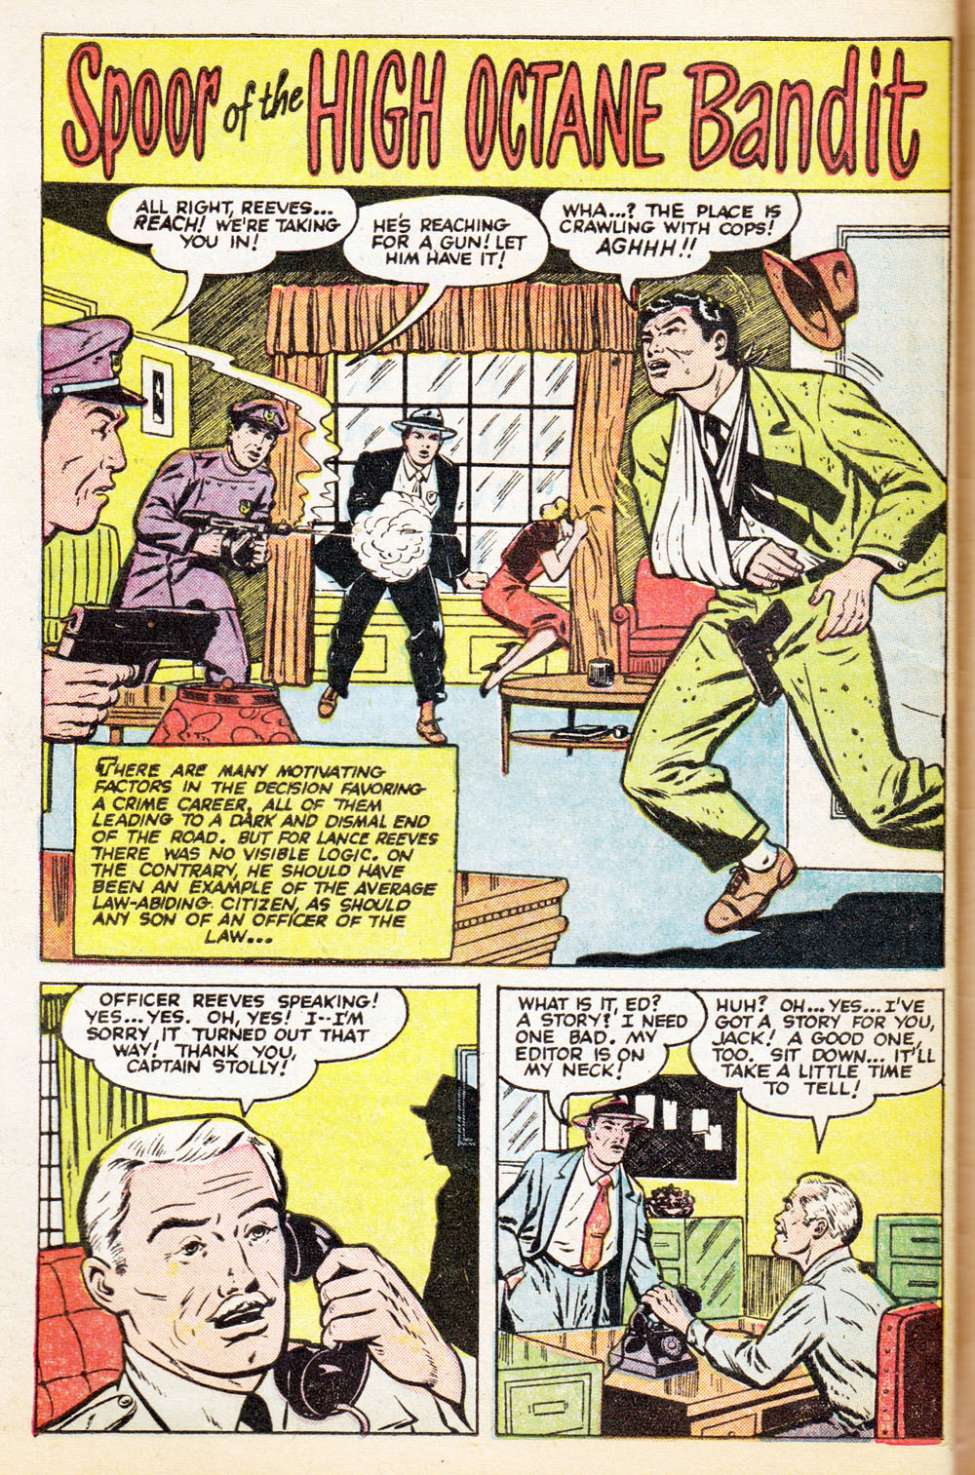 Spoor of the HIGH OCTANE Bandit
ALL RIGHT, REEVES...
REACH! WE'RE TAKING
YOU IN!
HE'S REACHING
FOR A GUN! LET
HIM HAVE IT!
WHA...? THE PLACE IS
CRAWLING WITH COPS!
AGHHH!!
THERE ARE MANY MOTIVATING
FACTORS IN THE DECISION FAVORING
A CRIME CAREER, ALL OF THEM
LEADING TO A DARK AND DISMAL END
OF THE ROAD. BUT FOR LANCE REEVES
THERE WAS NO VISIBLE LOGIC. ON
THE CONTRARY, HE SHOULD HAVE
BEEN AN EXAMPLE OF THE AVERAGE
LAW-ABIDING CITIZEN, AS SHOULD
ANY SON OF AN OFFICER OF THE
LAW...
OFFICER REEVES SPEAKING!
YES...YES. OH, YES! I--I'M
SORRY IT TURNED OUT THAT
WAY! THANK YOU,
CAPTAIN STOLLY!
WHAT IS IT, ED?
A STORY? I NEED
ONE BAD. MY
EDITOR IS ON
MY NECK!
HUH? OH...YES...I'VE
GOT A STORY FOR YOU,
JACK! A GOOD ONE,
TOO. SIT DOWN... IT'LL
TAKE A LITTLE TIME
TO TELL!